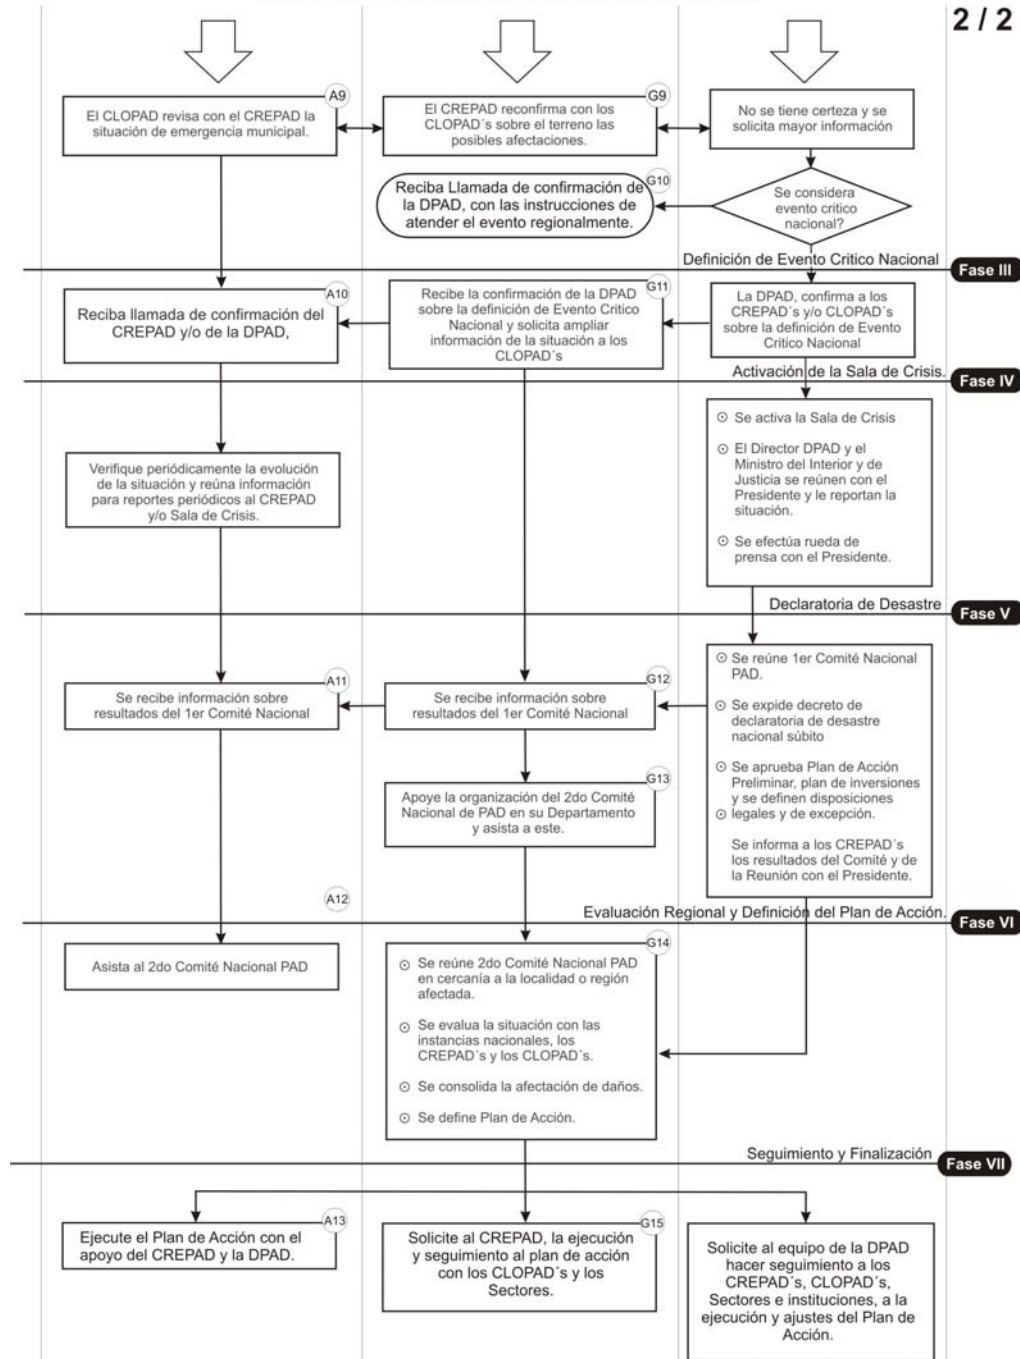 2 / 2
A9
El CLOPAD revisa con el CREPAD la
situación de emergencia municipal.
G9
El CREPAD reconfirma con los
CLOPAD´s sobre el terreno las
posibles afectaciones.
No se tiene certeza y se
solicita mayor información
G10
Reciba Llamada de confirmación de
la DPAD, con las instrucciones de
atender el evento regionalmente.
Se considera
evento critico
nacional?
Definición de Evento Critico Nacional
Fase III
A10
Reciba llamada de confirmación del
CREPAD y/o de la DPAD,
G11
Recibe la confirmación de la DPAD
sobre la definición de Evento Critico
Nacional y solicita ampliar
información de la situación a los
CLOPAD´s
La DPAD, confirma a los
CREPAD´s y/o CLOPAD´s
sobre la definición de Evento
Critico Nacional
Activación de la Sala de Crisis.
Fase IV
Verifique periódicamente la evolución
de la situación y reúna información
para reportes periódicos al CREPAD
y/o Sala de Crisis.
Se activa la Sala de Crisis
El Director DPAD y el
Ministro del Interior y de
Justicia se reúnen con el
Presidente y le reportan la
situación.
Se efectúa rueda de
prensa con el Presidente.
Declaratoria de Desastre
Fase V
A11
Se recibe información sobre
resultados del 1er Comité Nacional
G12
Se recibe información sobre
resultados del 1er Comité Nacional
Se reúne 1er Comité Nacional
PAD.
Se expide decreto de
declaratoria de desastre
nacional súbito
Se aprueba Plan de Acción
Preliminar, plan de inversiones
y se definen disposiciones
legales y de excepción.
Se informa a los CREPAD´s
los resultados del Comité y de
la Reunión con el Presidente.
G13
Apoye la organización del 2do Comité
Nacional de PAD en su Departamento
y asista a este.
A12
Evaluación Regional y Definición del Plan de Acción.
Fase VI
Asista al 2do Comité Nacional PAD
G14
Se reúne 2do Comité Nacional PAD
en cercanía a la localidad o región
afectada.
Se evalua la situación con las
instancias nacionales, los
CREPAD´s y los CLOPAD´s.
Se consolida la afectación de daños.
Se define Plan de Acción.
Seguimiento y Finalización
Fase VII
A13
Ejecute el Plan de Acción con el
apoyo del CREPAD y la DPAD.
G15
Solicite al CREPAD, la ejecución
y seguimiento al plan de acción
con los CLOPAD´s y los
Sectores.
Solicite al equipo de la DPAD
hacer seguimiento a los
CREPAD´s, CLOPAD´s,
Sectores e instituciones, a la
ejecución y ajustes del Plan de
Acción.